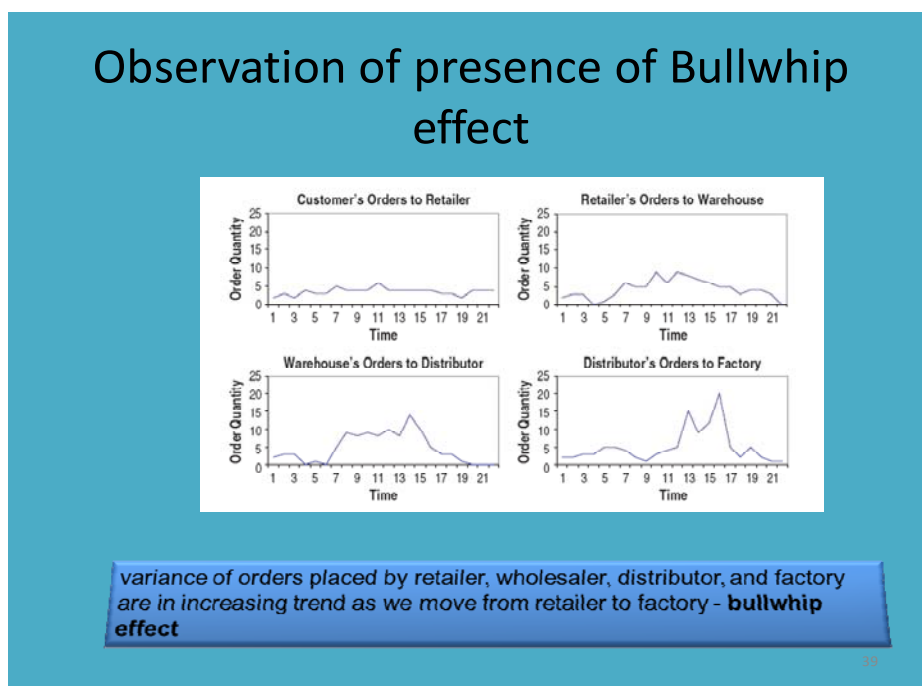 Observation of presence of Bullwhip
effect
Customer's Orders to Retailer
Order Quantity
25
20
15
10
5
0
1 3 5 7 9 11 13 15 17 19 21
Time
Retailer's Orders to Warehouse
Order Quantity
25
20
15
10
5
0
1 3 5 7 9 11 13 15 17 19 21
Time
Warehouse's Orders to Distributor
Order Quantity
25
20
15
10
5
0
1 3 5 7 9 11 13 15 17 19 21
Time
Distributor's Orders to Factory
Order Quantity
25
20
15
10
5
0
1 3 5 7 9 11 13 15 17 19 21
Time
variance of orders placed by retailer, wholesaler, distributor, and factory
are in increasing trend as we move from retailer to factory - bullwhip
effect
39